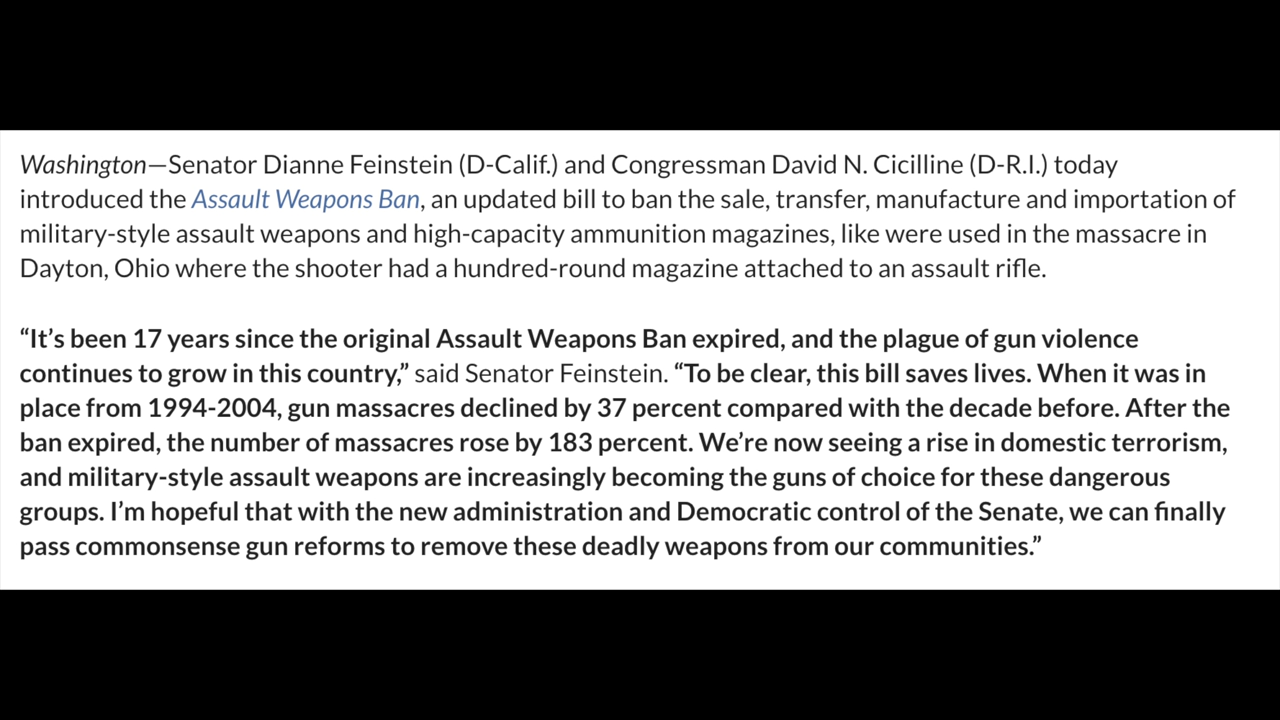 Washington—Senator Dianne Feinstein (D-Calif.) and Congressman David N. Cicilline (D-R.I.) today
introduced the Assault Weapons Ban, an updated bill to ban the sale, transfer, manufacture and importation of
military-style assault weapons and high-capacity ammunition magazines, like were used in the massacre in
Dayton, Ohio where the shooter had a hundred-round magazine attached to an assault rifle.
“It’s been 17 years since the original Assault Weapons Ban expired, and the plague of gun violence
continues to grow in this country,” said Senator Feinstein. “To be clear, this bill saves lives. When it was in
place from 1994-2004, gun massacres declined by 37 percent compared with the decade before. After the
ban expired, the number of massacres rose by 183 percent. We’re now seeing a rise in domestic terrorism,
and military-style assault weapons are increasingly becoming the guns of choice for these dangerous
groups. I’m hopeful that with the new administration and Democratic control of the Senate, we can finally
pass commonsense gun reforms to remove these deadly weapons from our communities.”